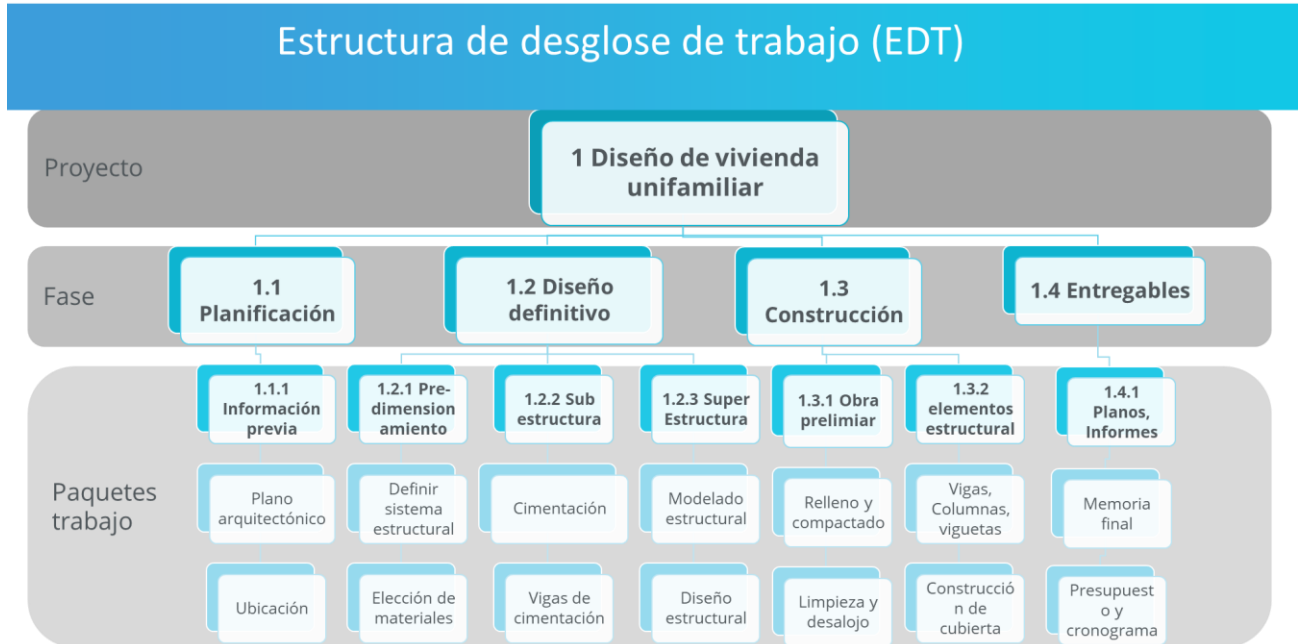 Estructura de desglose de trabajo (EDT)
Proyecto
1 Diseño de vivienda
unifamiliar
Fase
1.1
Planificación
1.2 Diseño
definitivo
1.3
Construcción
1.4 Entregables
Paquetes
trabajo
1.1.1
Información
previa
1.2.1 Pre-
dimension
amiento
1.2.2 Sub
estructura
1.2.3 Super
Estructura
1.3.1 Obra
prelimiar
1.3.2
elementos
estructural
1.4.1
Planos,
Informes
Plano
arquitectónico
Definir
sistema
estructural
Cimentación
Modelado
estructural
Relleno y
compactado
Vigas,
Columnas,
viguetas
Memoria
final
Ubicación
Elección de
materiales
Vigas de
cimentación
Diseño
estructural
Limpieza y
desalojo
Construcció
n de
cubierta
Presupuest
o y
cronograma